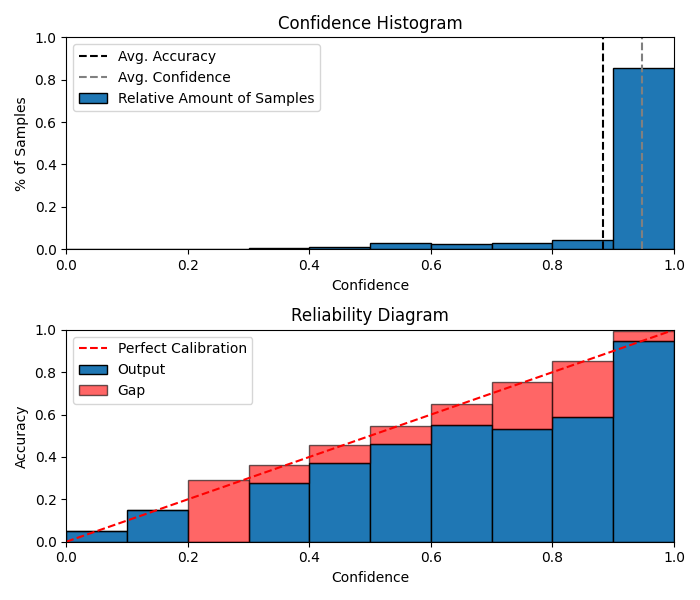 Confidence Histogram
1.0
0.8
0.6
0.4
0.2
0.0
% of Samples
Avg. Accuracy
Avg. Confidence
Relative Amount of Samples
0.0 0.2 0.4 0.6 0.8 1.0
Confidence
Reliability Diagram
1.0
0.8
0.6
0.4
0.2
0.0
Accuracy
Perfect Calibration
Output
Gap
0.0 0.2 0.4 0.6 0.8 1.0
Confidence